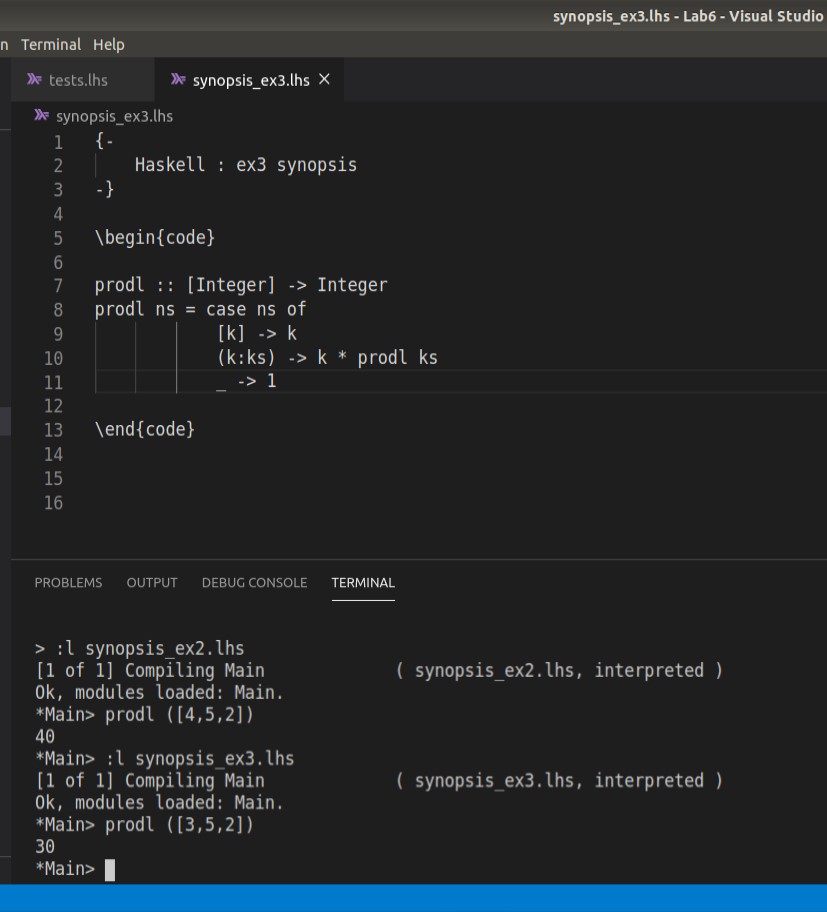 synopsis_ex3.lhs - Lab6 - Visual Studio
n Terminal Help
tests.lhs synopsis_ex3.lhs ×
synopsis_ex3.lhs
1 {-
2     Haskell : ex3 synopsis
3 -}
4
5 \begin{code}
6
7 prodl :: [Integer] -> Integer
8 prodl ns = case ns of
9             [k] -> k
10             (k:ks) -> k * prodl ks
11             _ -> 1
12
13 \end{code}
14
15
16
PROBLEMS OUTPUT DEBUG CONSOLE TERMINAL
> :l synopsis_ex2.lhs
[1 of 1] Compiling Main             ( synopsis_ex2.lhs, interpreted )
Ok, modules loaded: Main.
*Main> prodl ([4,5,2])
40
*Main> :l synopsis_ex3.lhs
[1 of 1] Compiling Main             ( synopsis_ex3.lhs, interpreted )
Ok, modules loaded: Main.
*Main> prodl ([3,5,2])
30
*Main>